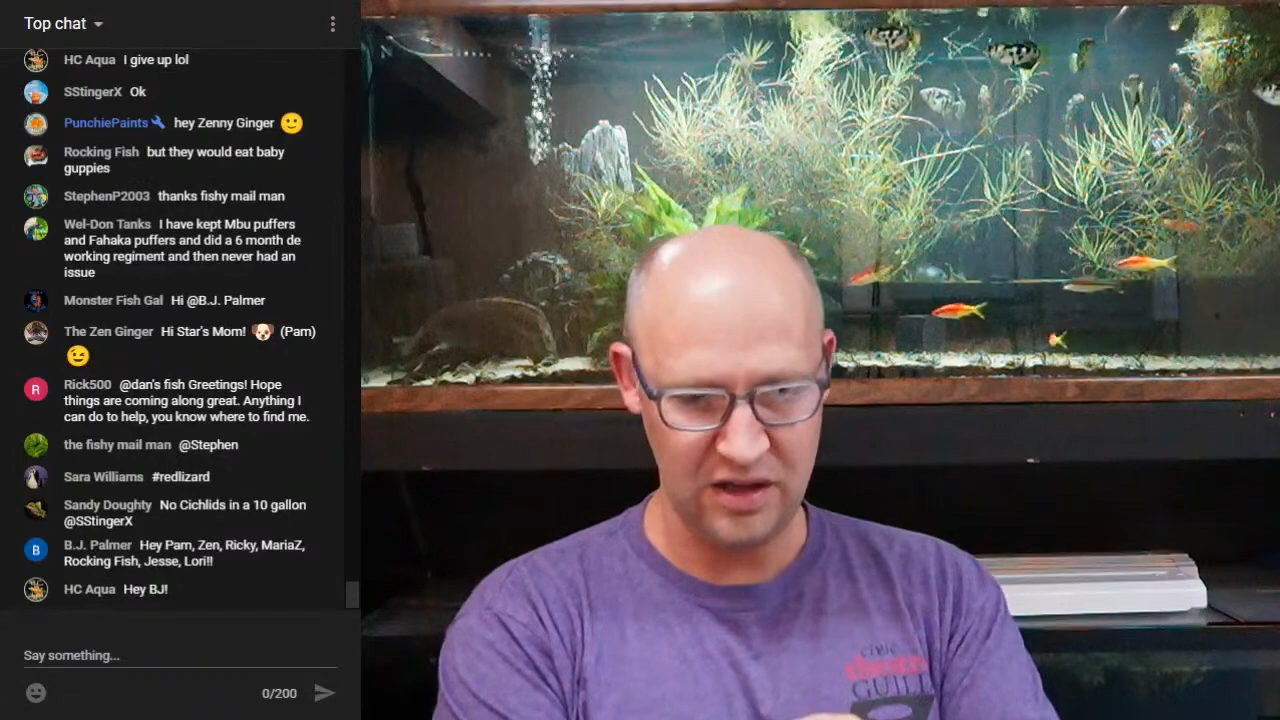 Top chat
HC Aqua I give up lol
SStingerX Ok
PunchiePaints hey Zenny Ginger
Rocking Fish but they would eat baby
guppies
StephenP2003 thanks fishy mail man
Wel-Don Tanks I have kept Mbu puffers
and Fahaka puffers and did a 6 month de
working regiment and then never had an
issue
Monster Fish Gal Hi @B.J. Palmer
The Zen Ginger Hi Star's Mom! (Pam)
R
Rick500 @dan's fish Greetings! Hope
things are coming along great. Anything I
can do to help, you know where to find me.
the fishy mail man @Stephen
Sara Williams #redlizard
Sandy Doughty No Cichlids in a 10 gallon
@SStingerX
B
B.J. Palmer Hey Pam, Zen, Ricky, MariaZ,
Rocking Fish, Jesse, Lori!!
HC Aqua Hey BJ!
Say something...
0/200
GUILD